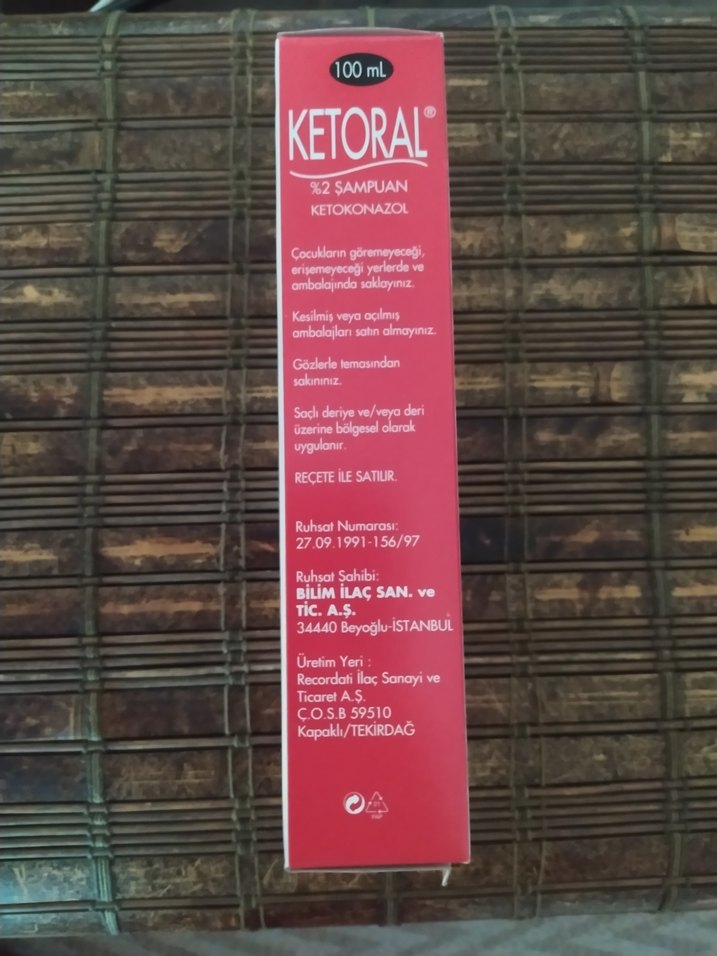 100 mL
KETORAL®
%2 ŞAMPUAN
KETOKONAZOL
Çocukların göremeyeceği,
erişemeyeceği yerlerde ve
ambalajında saklayınız.
Kesilmiş veya açılmış
ambalajları satın almayınız.
Gözlerle temasından
sakınınız.
Saçlı deriye ve/veya deri
üzerine bölgesel olarak
uygulanır.
REÇETE İLE SATILIR.
Ruhsat Numarası:
27.09.1991-156/97
Ruhsat Sahibi:
BİLİM İLAÇ SAN. ve
TİC. A.Ş.
34440 Beyoğlu-İSTANBUL
Üretim Yeri :
Recordati İlaç Sanayi ve
Ticaret A.Ş.
Ç.O.S.B 59510
Kapaklı/TEKİRDAĞ
PAP